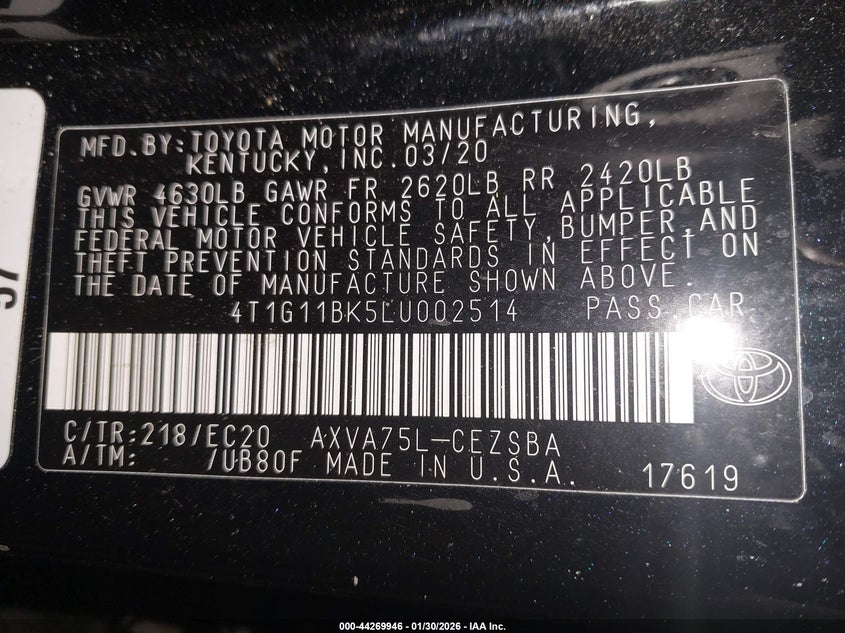 MFD. BY: TOYOTA MOTOR MANUFACTURING,
KENTUCKY, INC. 03/20
GVWR 4630LB GAWR FR 2620LB RR 2420LB
THIS VEHICLE CONFORMS TO ALL APPLICABLE
FEDERAL MOTOR VEHICLE SAFETY, BUMPER, AND
THEFT PREVENTION STANDARDS IN EFFECT ON
THE DATE OF MANUFACTURE SHOWN ABOVE.
4T1G11BK5LU002514 PASS. CAR
C/TR: 218/EC20 AXVA75L-CEZSBA
A/TM: /UB80F MADE IN U.S.A. 17619
000-44269946 - 01/30/2026 - IAA Inc.